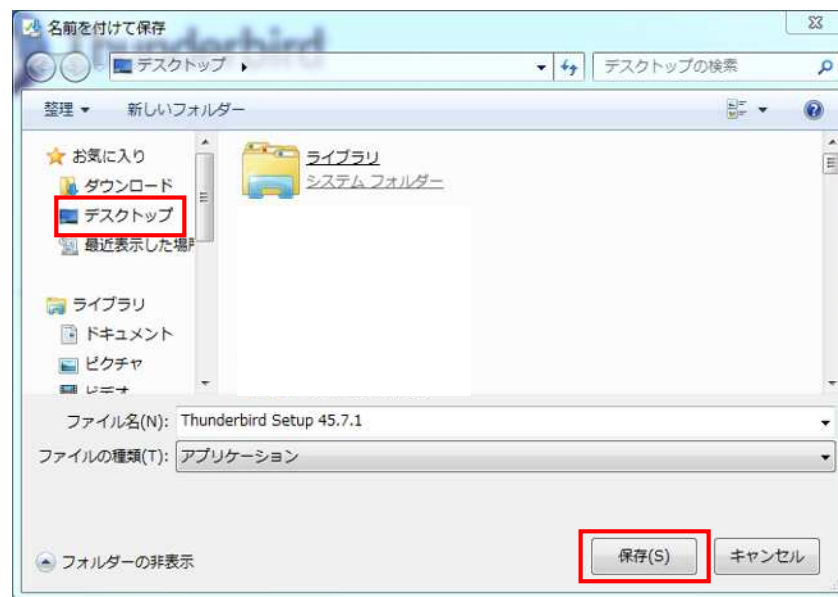 名前を付けて保存
Thunderbird
デスクトップ
デスクトップの検索
整理
新しいフォルダー
お気に入り
ダウンロード
デスクトップ
最近表示した場所
ライブラリ
ドキュメント
ピクチャ
ビデオ
ライブラリ
システム フォルダー
ファイル名(N): Thunderbird Setup 45.7.1
ファイルの種類(T): アプリケーション
フォルダーの非表示
保存(S)
キャンセル